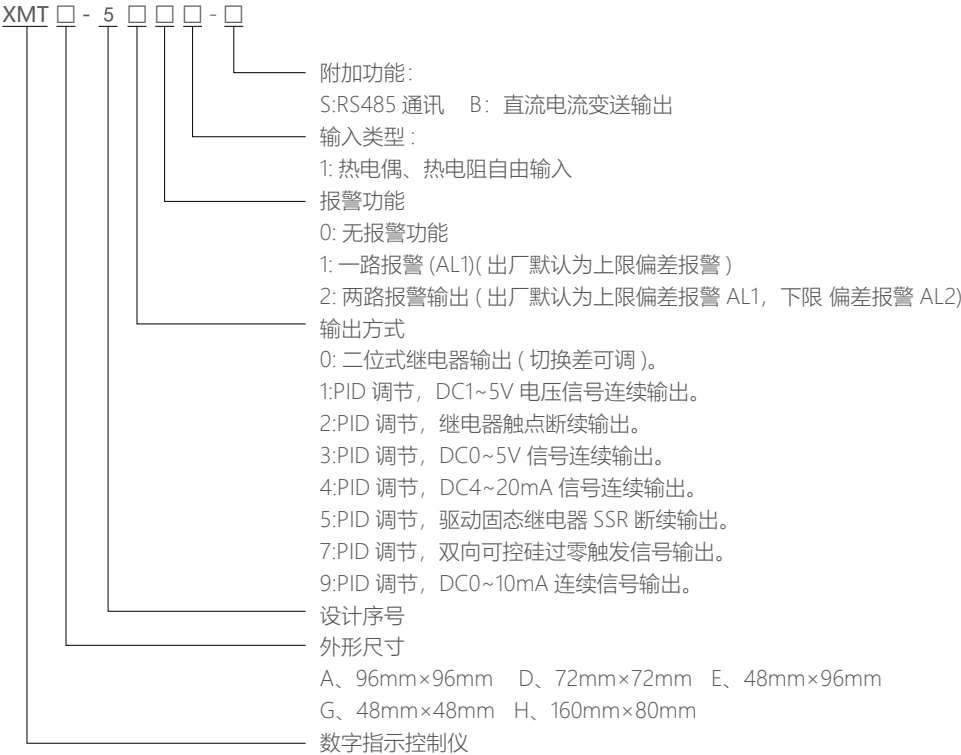 XMT □ - 5 □ □ □ - □
附加功能:
S:RS485 通讯 B：直流电流变送输出
输入类型 :
1: 热电偶、热电阻自由输入
报警功能
0: 无报警功能
1: 一路报警 (AL1)( 出厂默认为上限偏差报警 )
2: 两路报警输出 ( 出厂默认为上限偏差报警 AL1，下限 偏差报警 AL2)
输出方式
0: 二位式继电器输出 ( 切换差可调 )。
1:PID 调节，DC1~5V 电压信号连续输出。
2:PID 调节，继电器触点断续输出。
3:PID 调节，DC0~5V 信号连续输出。
4:PID 调节，DC4~20mA 信号连续输出。
5:PID 调节，驱动固态继电器 SSR 断续输出。
7:PID 调节，双向可控硅过零触发信号输出。
9:PID 调节，DC0~10mA 连续信号输出。
设计序号
外形尺寸
A、96mm×96mm D、72mm×72mm E、48mm×96mm
G、48mm×48mm H、160mm×80mm
数字指示控制仪